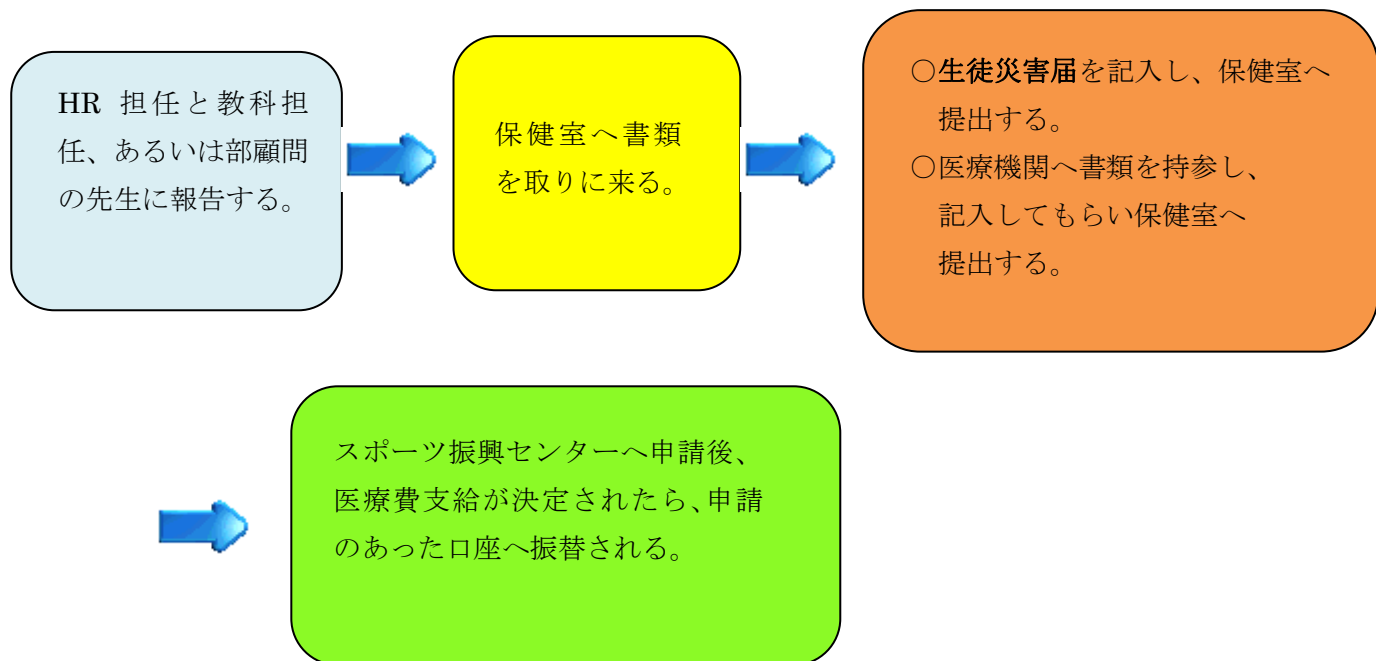 HR 担任と教科担
任、あるいは部顧問
の先生に報告する。
保健室へ書類
を取りに来る。
○生徒災害届を記入し、保健室へ
提出する。
○医療機関へ書類を持参し、
記入してもらい保健室へ
提出する。
スポーツ振興センターへ申請後、
医療費支給が決定されたら、申請
のあった口座へ振替される。